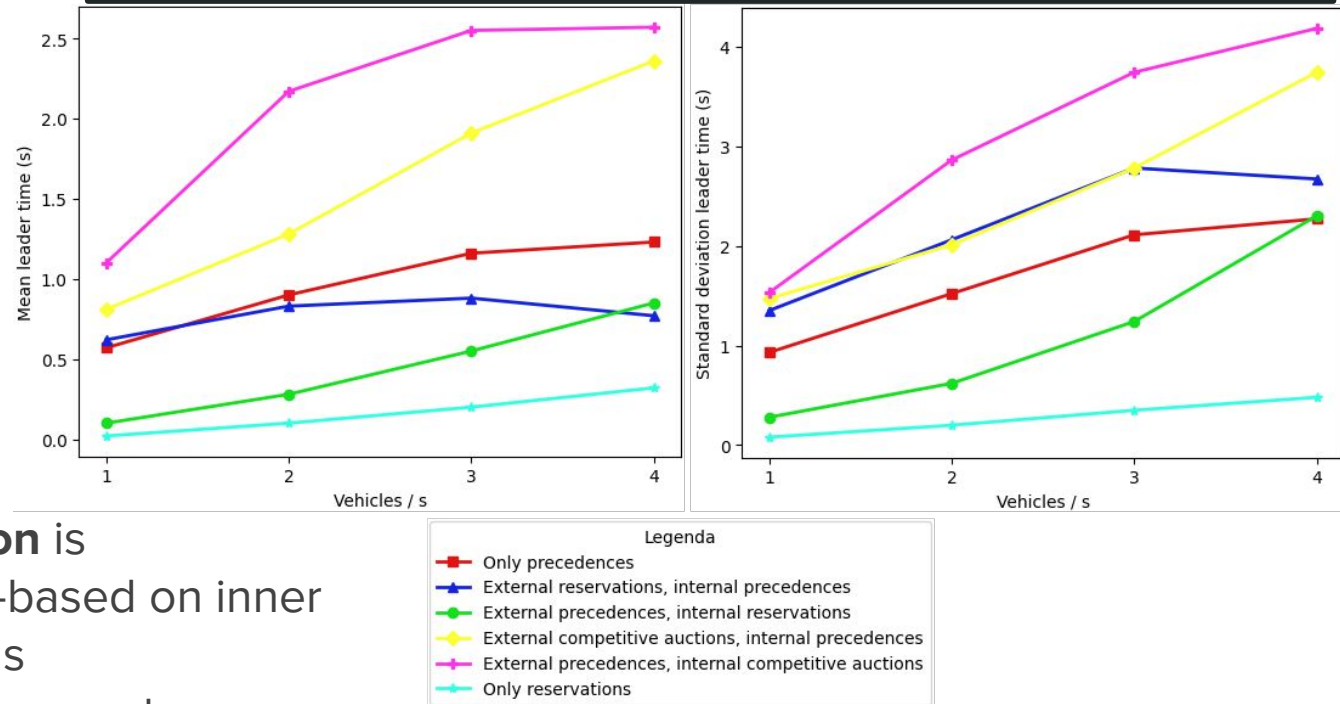 Mean leader time (s)
2.5
2.0
1.5
1.0
0.5
0.0
1 2 3 4
Vehicles / s
Standard deviation leader time (s)
4
3
2
1
0
1 2 3 4
Vehicles / s
on is
-based on inner
s
Legenda
Only precedences
External reservations, internal precedences
External precedences, internal reservations
External competitive auctions, internal precedences
External precedences, internal competitive auctions
Only reservations